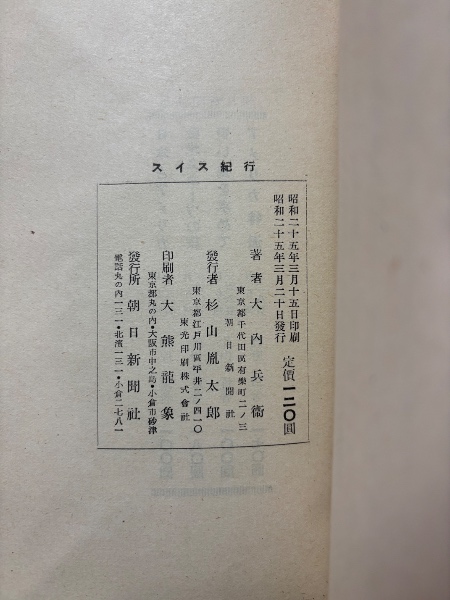 スイス紀行
昭和二十五年三月十五日印刷
昭和二十五年三月二十日發行
定價一二〇圓
著者 大內兵衞
東京都千代田區有樂町二ノ三
朝日新聞社
發行者 杉山胤太郎
東京都江戸川區平井二ノ四一〇
東光印刷株式會社
印刷者 大熊龍象
東京都丸の內・大阪市中之島・小倉市砂津
發行所 朝日新聞社
電話丸の內一三一・北濱一三一・小倉二七八一